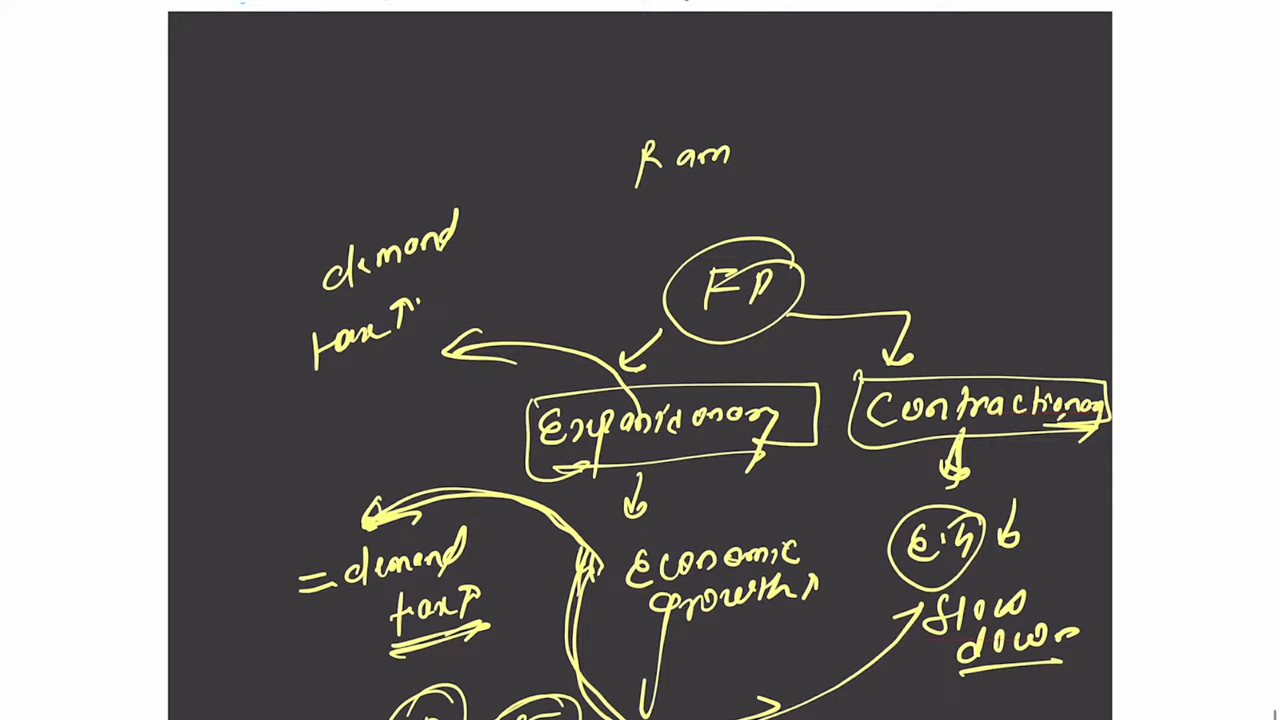 Ram
demand
tax↑
FP
Expansionary
Contractionary
Economic
growth↑
E.G ↓
Slow
down
= demand
tax↑